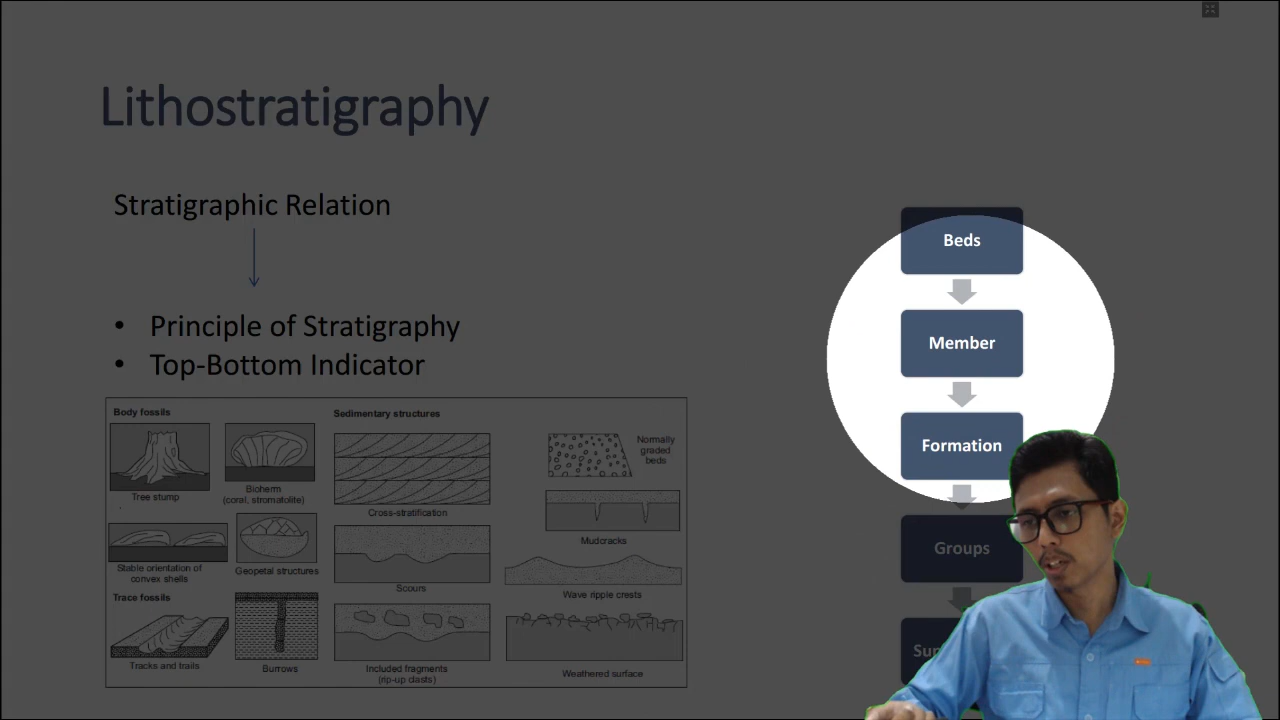 Lithostratigraphy
Stratigraphic Relation
• Principle of Stratigraphy
• Top-Bottom Indicator
Body fossils
Tree stump
Bioherm
(coral, stromatolite)
Stable orientation of
convex shells
Geopetal structures
Trace fossils
Tracks and trails
Burrows
Sedimentary structures
Cross-stratification
Normally
graded
beds
Mudcracks
Scours
Wave ripple crests
Included fragments
(rip-up clasts)
Weathered surface
Beds
Member
Formation
Groups